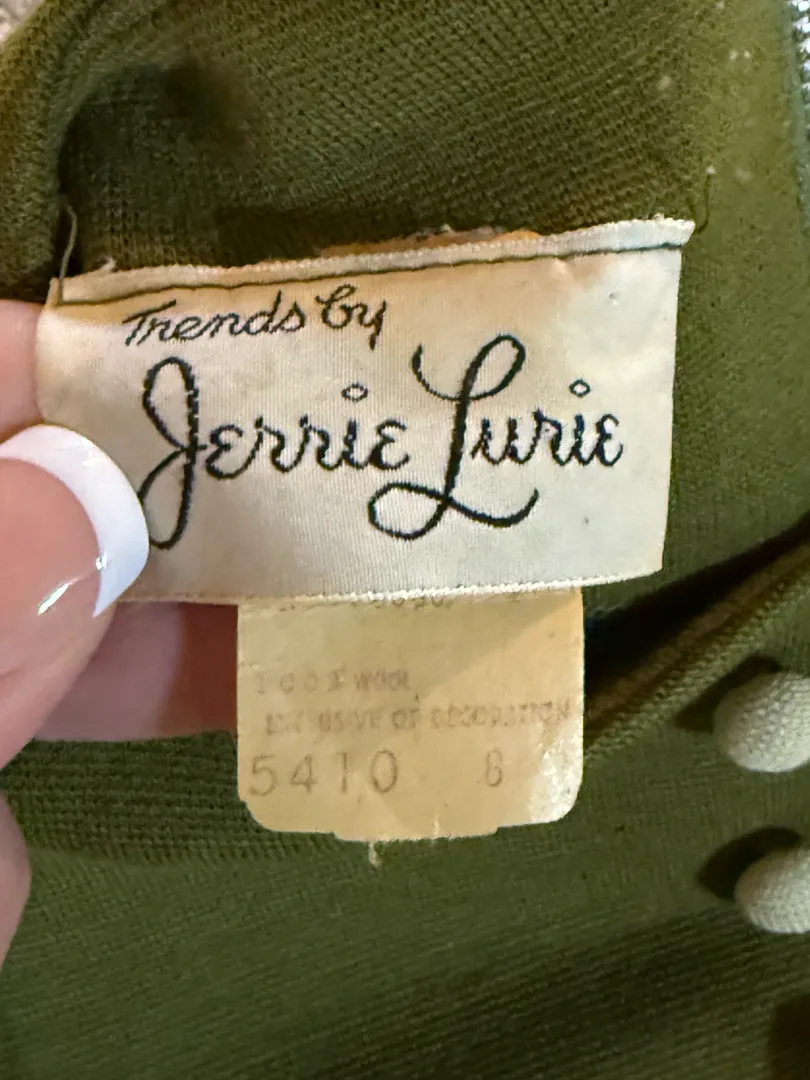 Trends by
Jerrie Lurie
100% WOOL
EXCLUSIVE OF DECORATION
5410 8